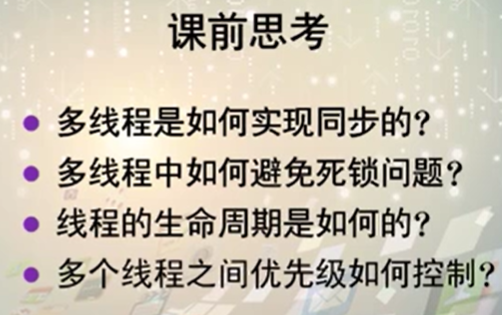 课前思考
多线程是如何实现同步的?
多线程中如何避免死锁问题?
线程的生命周期是如何的?
多个线程之间优先级如何控制?